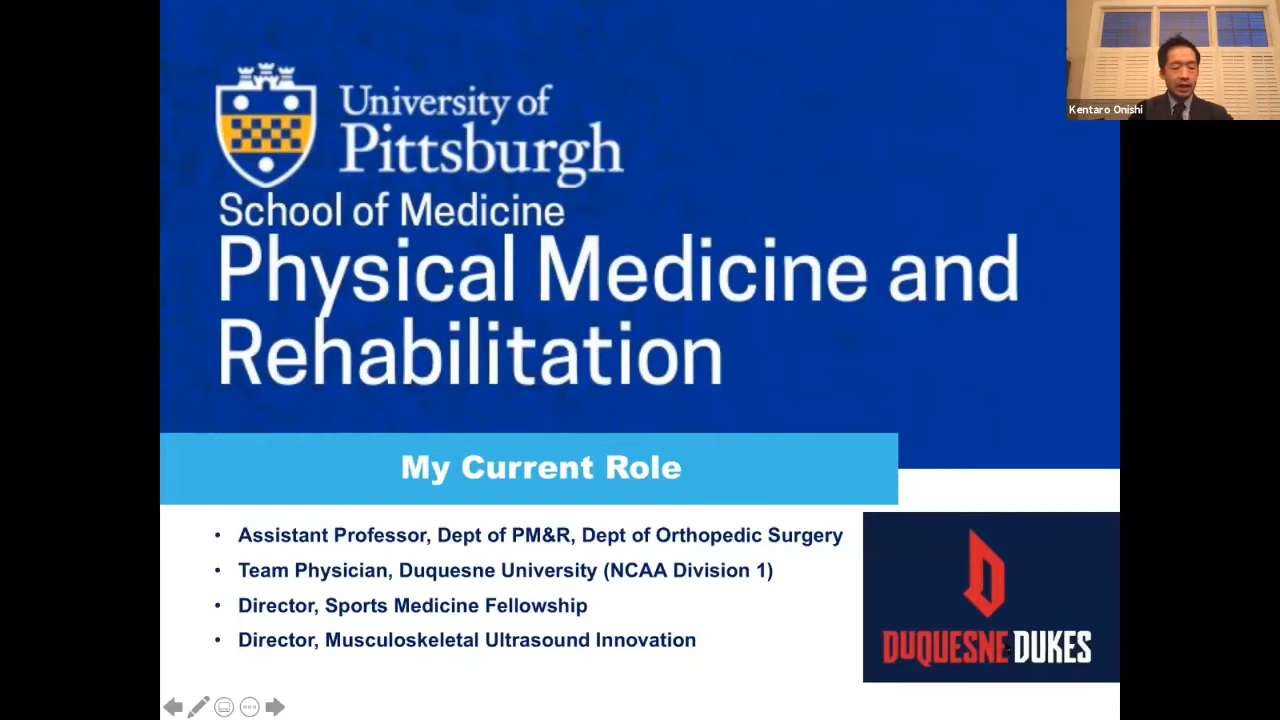 University of
Pittsburgh
School of Medicine
Physical Medicine and
Rehabilitation
Kentaro Onishi
My Current Role
• Assistant Professor, Dept of PM&R, Dept of Orthopedic Surgery
• Team Physician, Duquesne University (NCAA Division 1)
• Director, Sports Medicine Fellowship
• Director, Musculoskeletal Ultrasound Innovation
D
DUQUESNE DUKES